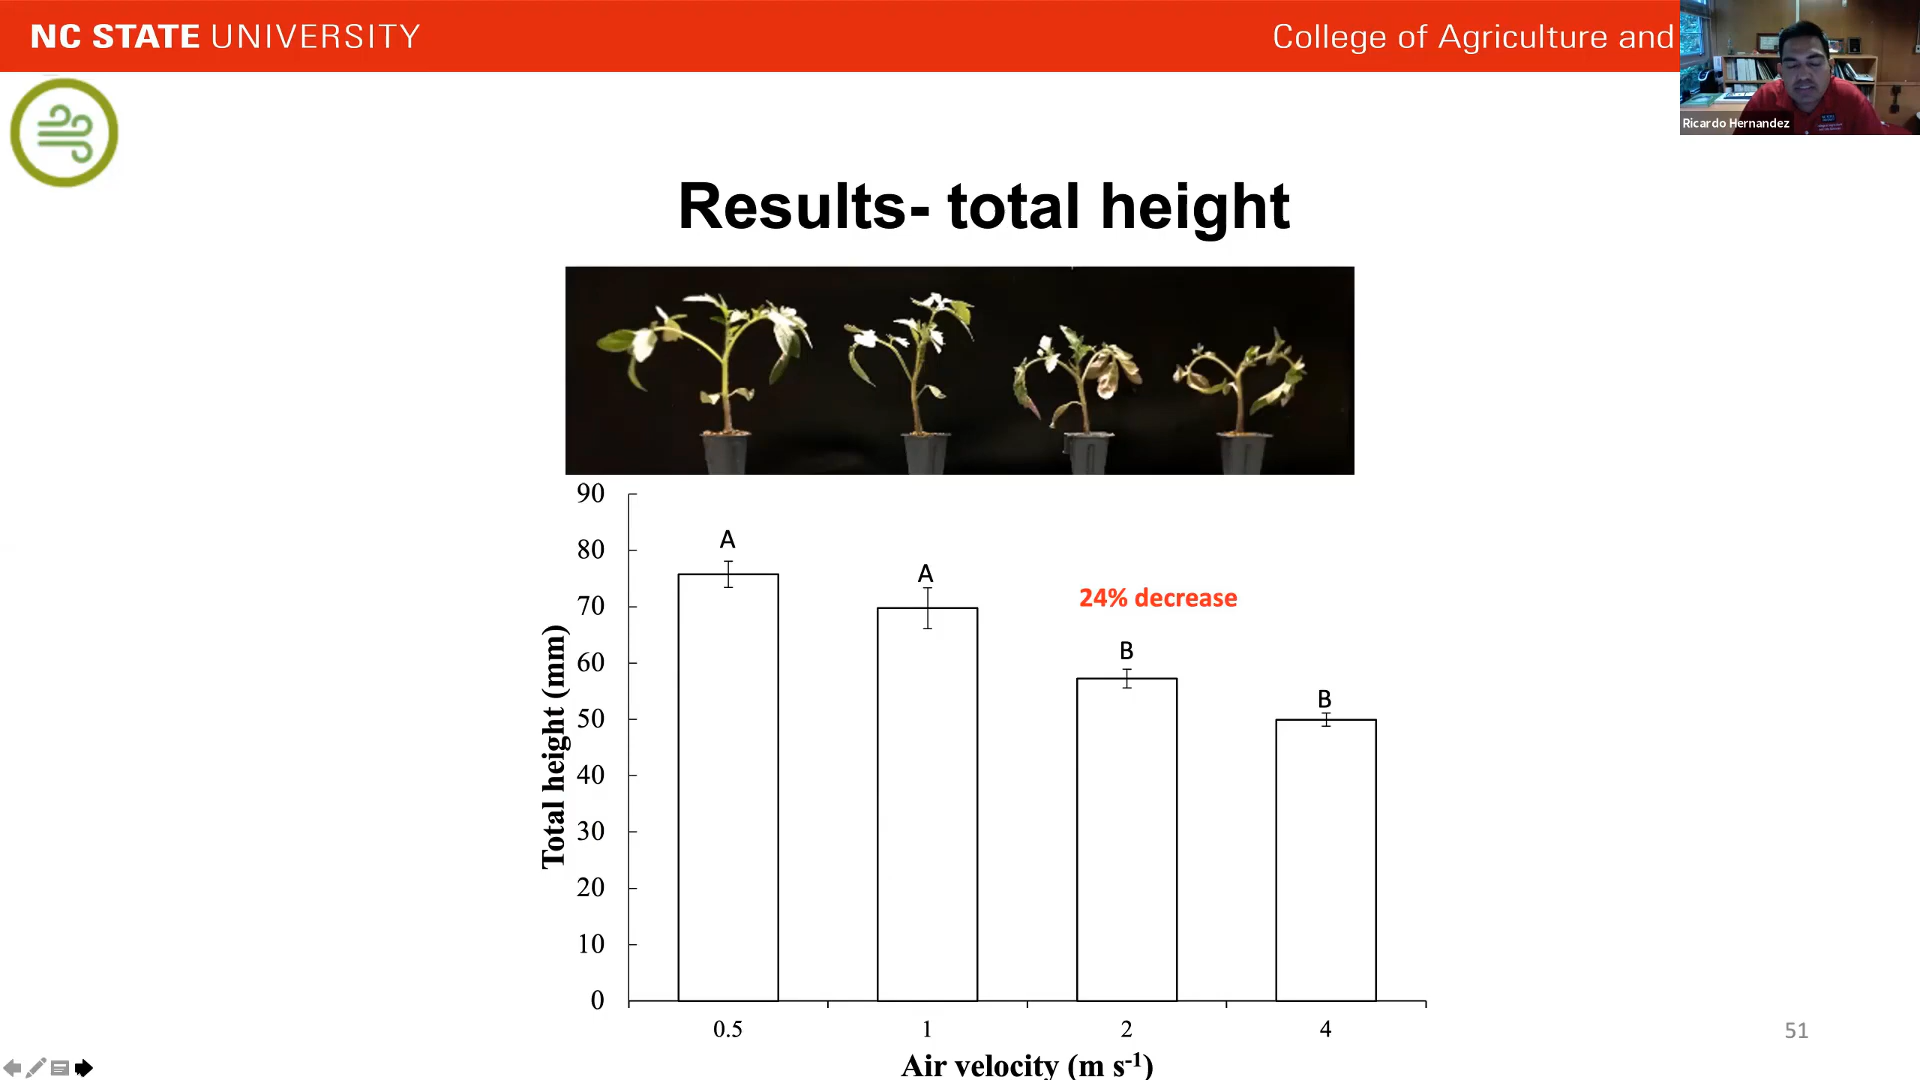 NC STATE UNIVERSITY
College of Agriculture and
Ricardo Hernandez
Results- total height
90
80
70
60
50
40
30
20
10
0
Total height (mm)
A
A
24% decrease
B
B
0.5
1
2
4
Air velocity (m s-1)
51